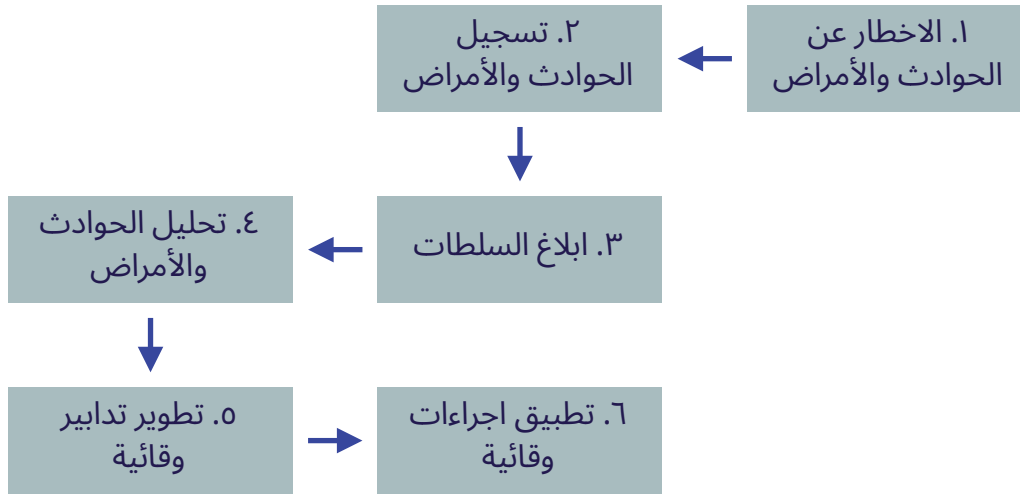 ١. الاخطار عن
الحوادث والأمراض
٢. تسجيل
الحوادث والأمراض
٣. ابلاغ السلطات
٤. تحليل الحوادث
والأمراض
٥. تطوير تدابير
وقائية
٦. تطبيق اجراءات
وقائية